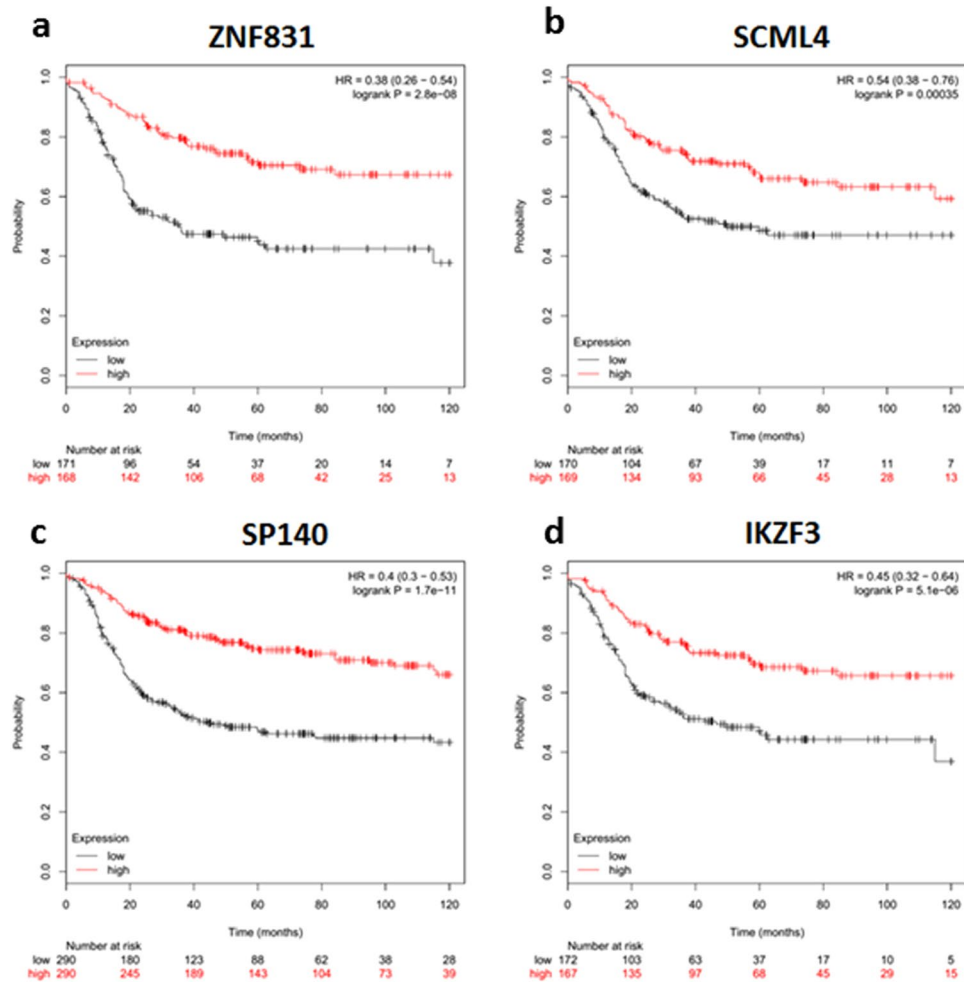 a
ZNF831
HR = 0.38 (0.26 − 0.54)
logrank P = 2.8e−08
1.0
0.8
0.6
0.4
0.2
0.0
Probability
Expression
low
high
0 20 40 60 80 100 120
Time (months)
Number at risk
low 171 96 54 37 20 14 7
high 168 142 106 68 42 25 13
b
SCML4
HR = 0.54 (0.38 − 0.76)
logrank P = 0.00035
1.0
0.8
0.6
0.4
0.2
0.0
Probability
Expression
low
high
0 20 40 60 80 100 120
Time (months)
Number at risk
low 170 104 67 39 17 11 7
high 169 134 93 66 45 28 13
c
SP140
HR = 0.4 (0.3 − 0.53)
logrank P = 1.7e−11
1.0
0.8
0.6
0.4
0.2
0.0
Probability
Expression
low
high
0 20 40 60 80 100 120
Time (months)
Number at risk
low 290 180 123 88 62 38 28
high 290 245 189 143 104 73 39
d
IKZF3
HR = 0.45 (0.32 − 0.64)
logrank P = 5.1e−06
1.0
0.8
0.6
0.4
0.2
0.0
Probability
Expression
low
high
0 20 40 60 80 100 120
Time (months)
Number at risk
low 172 103 63 37 17 10 5
high 167 135 97 68 45 29 15